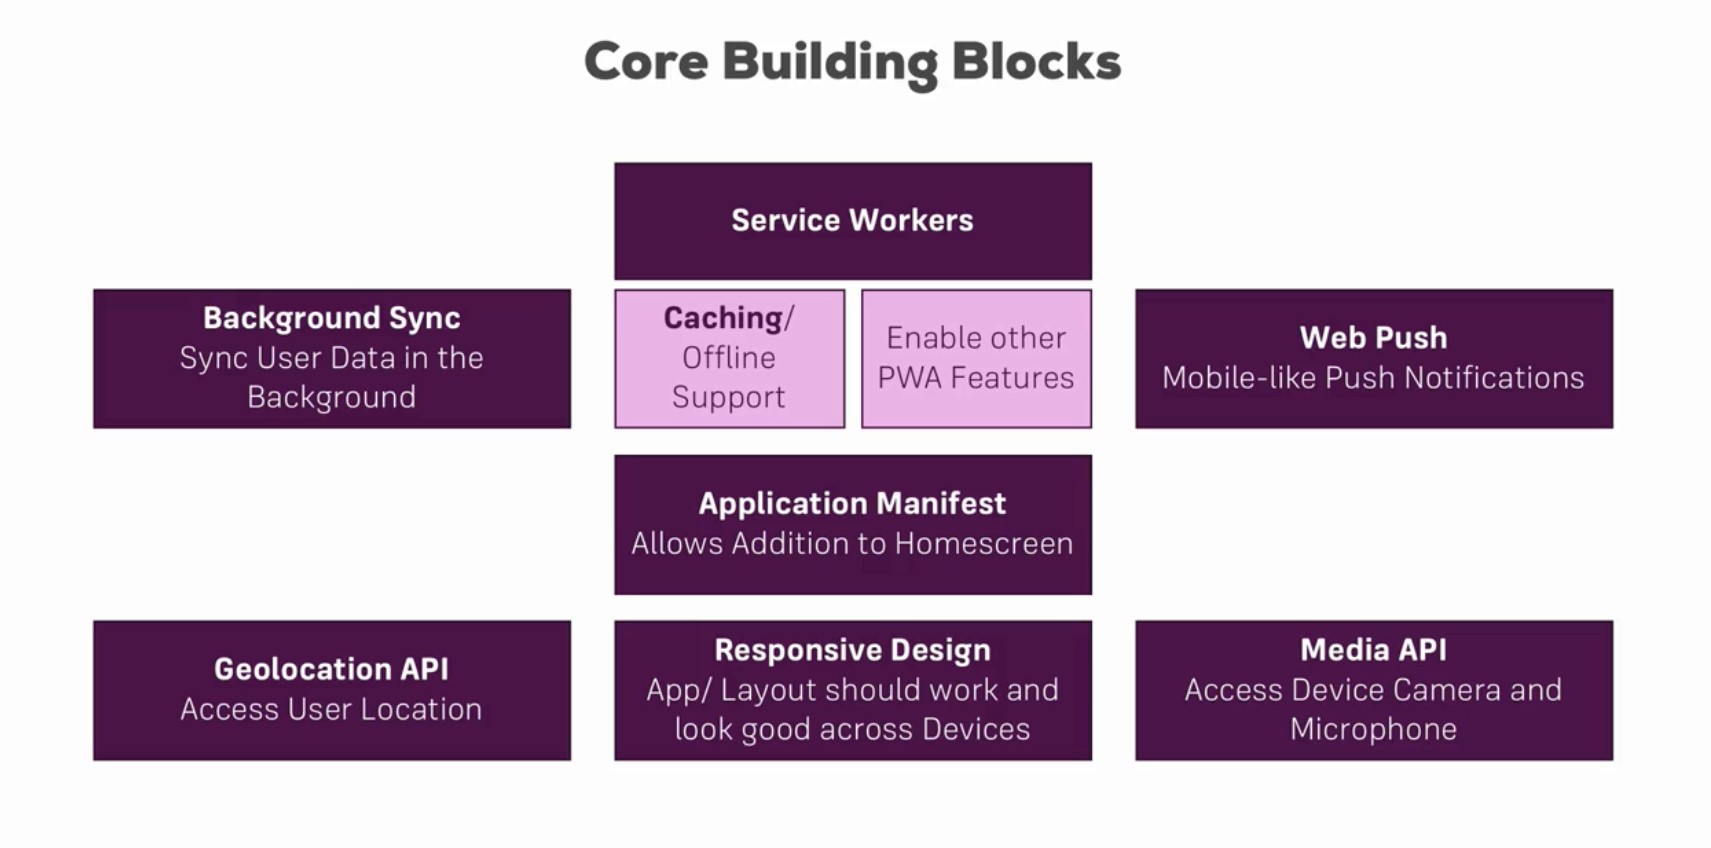 Core Building Blocks
Service Workers
Background Sync
Sync User Data in the
Background
Caching/
Offline
Support
Enable other
PWA Features
Web Push
Mobile-like Push Notifications
Application Manifest
Allows Addition to Homescreen
Geolocation API
Access User Location
Responsive Design
App/ Layout should work and
look good across Devices
Media API
Access Device Camera and
Microphone